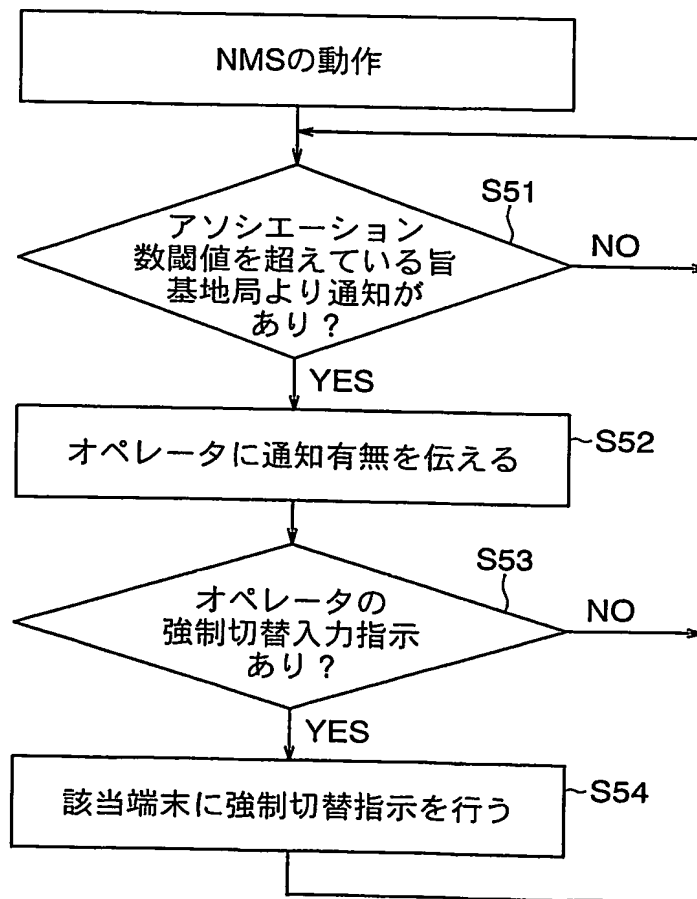 NMSの動作
S51
アソシエーション
数閾値を超えている旨
基地局より通知が
あり？
NO
YES
オペレータに通知有無を伝える
S52
S53
オペレータの
強制切替入力指示
あり？
NO
YES
該当端末に強制切替指示を行う
S54